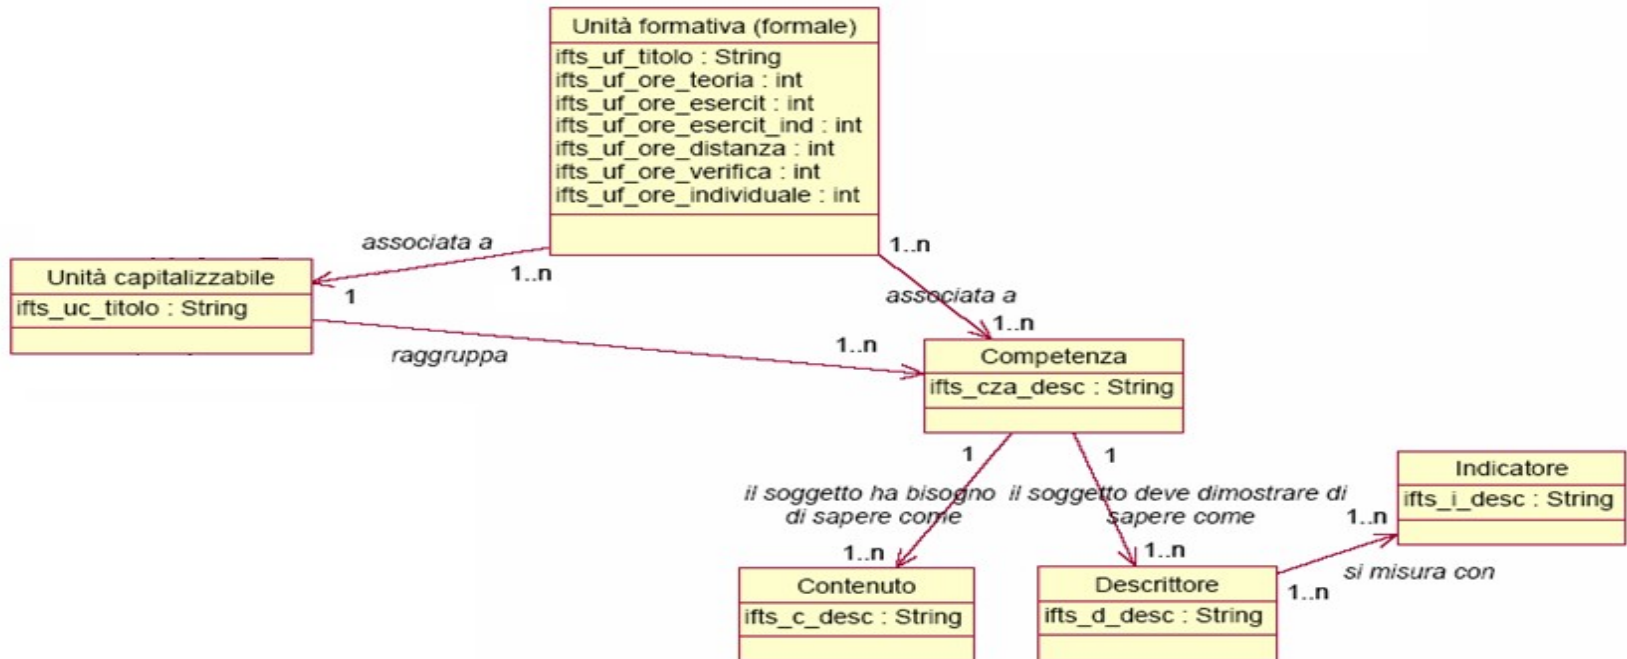 Unità formativa (formale)
ifts_uf_titolo : String
ifts_uf_ore_teoria : int
ifts_uf_ore_esercit : int
ifts_uf_ore_esercit_ind : int
ifts_uf_ore_distanza : int
ifts_uf_ore_verifica : int
ifts_uf_ore_individuale : int
associata a
1..n
1..n
1
Unità capitalizzabile
ifts_uc_titolo : String
associata a
1..n
raggruppa
1..n
Competenza
ifts_cza_desc : String
1
1
il soggetto ha bisogno
di sapere come
il soggetto deve dimostrare di
sapere come
1..n
1..n
Indicatore
ifts_i_desc : String
1..n
si misura con
1..n
Contenuto
ifts_c_desc : String
Descrittore
ifts_d_desc : String